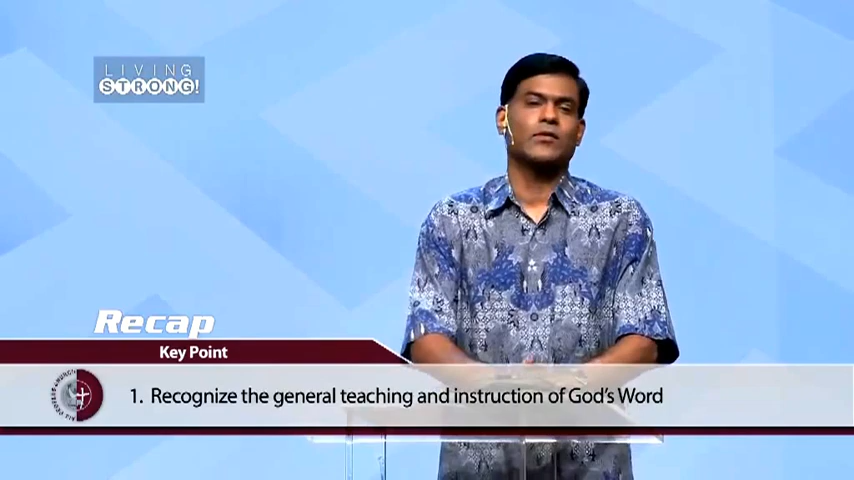 LIVING
STRONG!
Recap
Key Point
1. Recognize the general teaching and instruction of God's Word